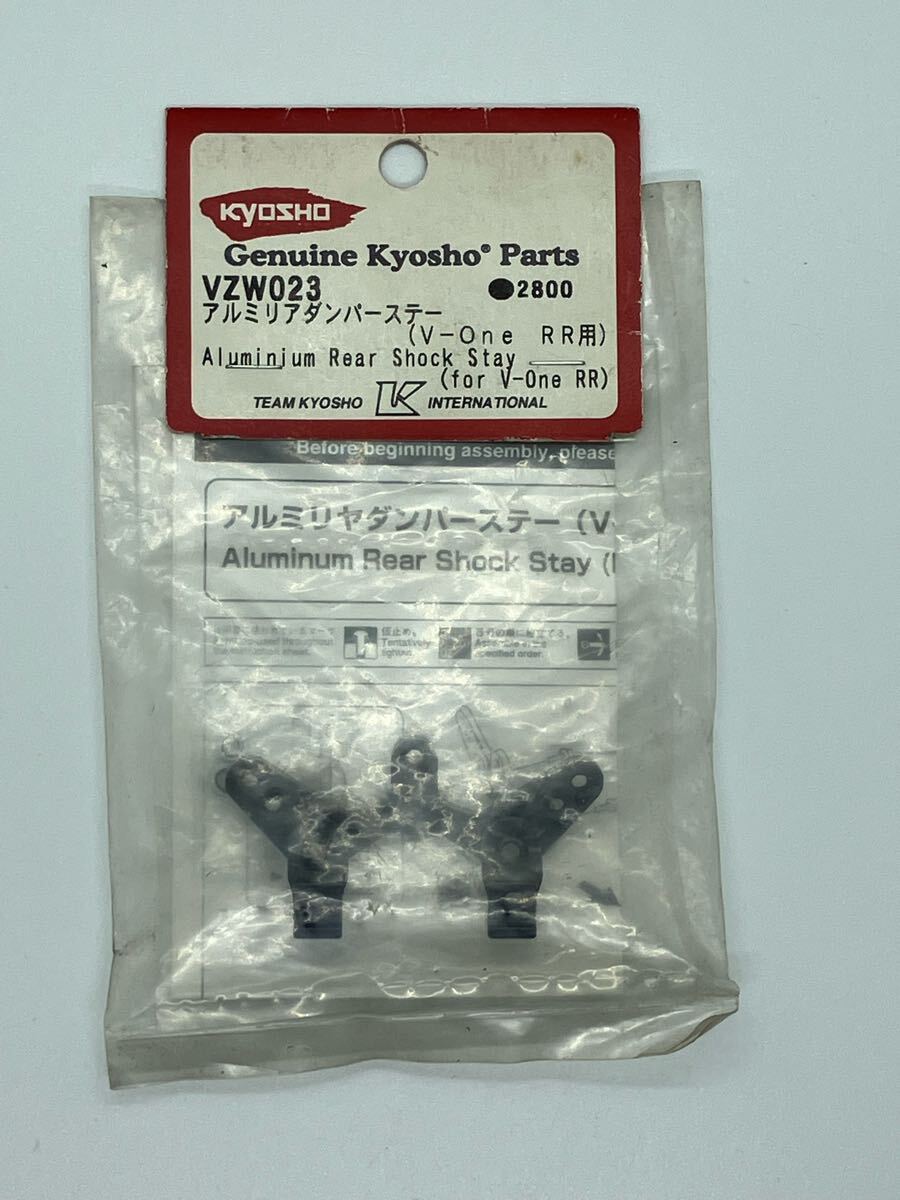 KYOSHO
Genuine Kyosho® Parts
VZW023 ●2800
アルミリアダンパーステー
(V-One RR用)
Aluminium Rear Shock Stay
(for V-One RR)
TEAM KYOSHO K INTERNATIONAL
Before beginning assembly, please
アルミリヤダンパーステー (V-
Aluminum Rear Shock Stay (
仮止め。
Tentatively
tighten.
specified order.